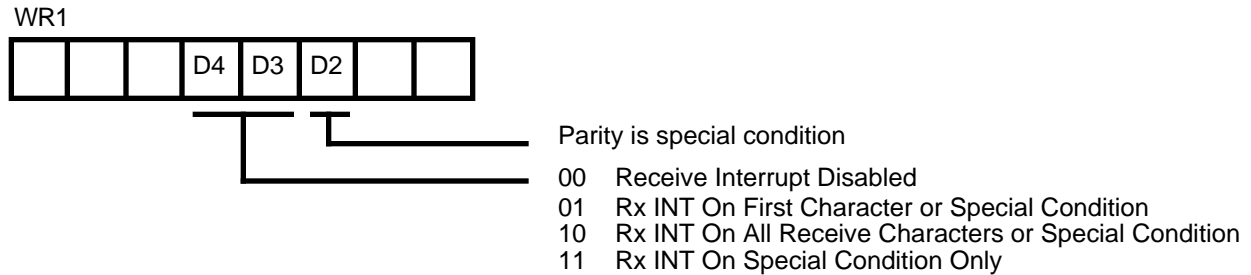 WR1
D4 D3 D2
Parity is special condition
00 Receive Interrupt Disabled
01 Rx INT On First Character or Special Condition
10 Rx INT On All Receive Characters or Special Condition
11 Rx INT On Special Condition Only